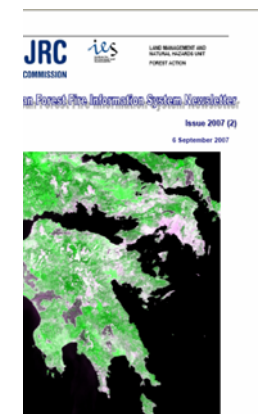 JRC
COMMISSION
ies
LAND MANAGEMENT AND
NATURAL HAZARDS UNIT
FOREST ACTION
an Forest Fire Information System Newsletter
Issue 2007 (2)
6 September 2007